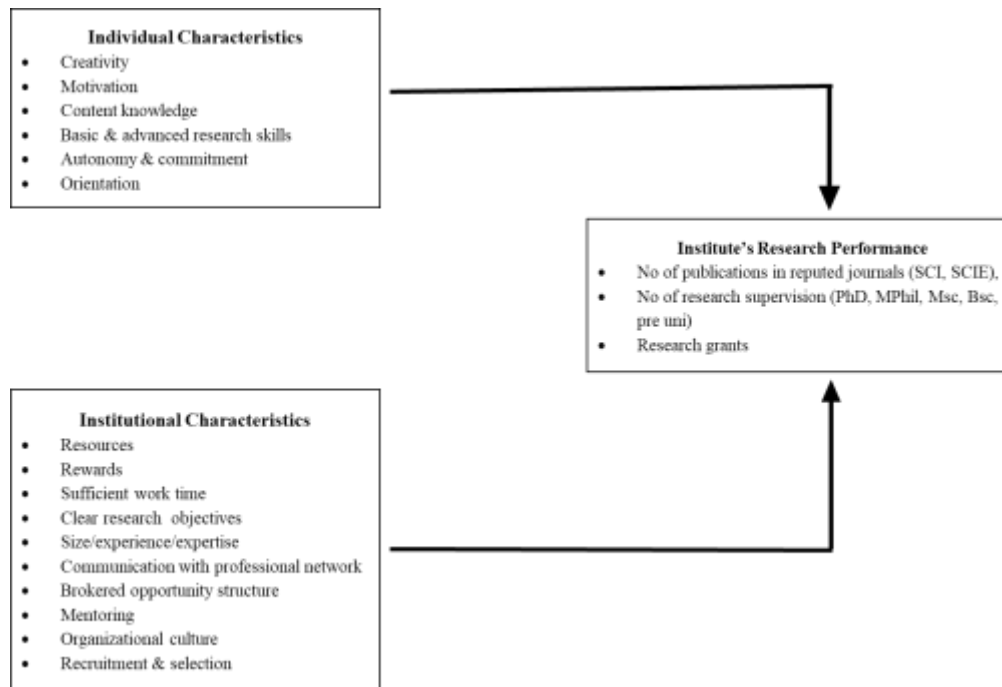 Individual Characteristics
• Creativity
• Motivation
• Content knowledge
• Basic & advanced research skills
• Autonomy & commitment
• Orientation
Institute's Research Performance
• No of publications in reputed journals (SCI, SCIE),
• No of research supervision (PhD, MPhil, Msc, Bsc,
pre uni)
• Research grants
Institutional Characteristics
• Resources
• Rewards
• Sufficient work time
• Clear research objectives
• Size/experience/expertise
• Communication with professional network
• Brokered opportunity structure
• Mentoring
• Organizational culture
• Recruitment & selection